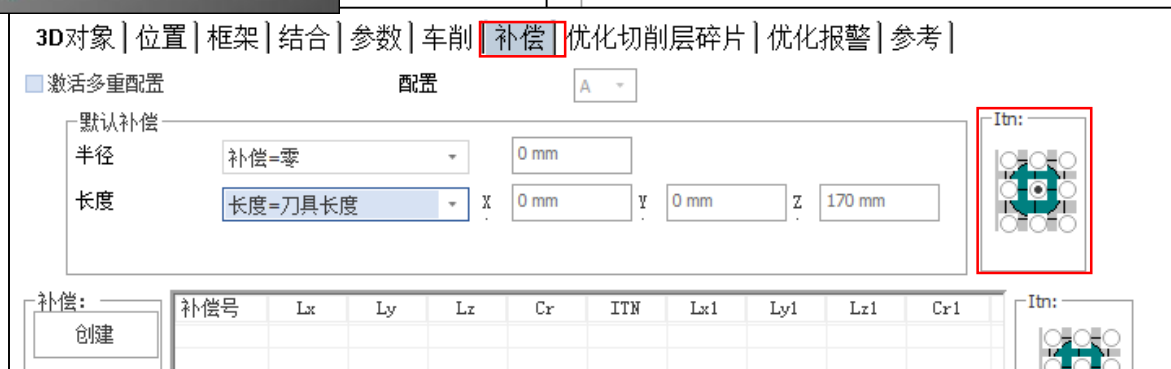 3D对象 | 位置 | 框架 | 结合 | 参数 | 车削 | 补偿 | 优化切削层碎片 | 优化报警 | 参考 |
激活多重配置 配置 A
默认补偿 Itn:
半径 补偿=零 0 mm
长度 长度=刀具长度 X 0 mm Y 0 mm Z 170 mm
补偿: 补偿号 Lx Ly Lz Cr ITN Lx1 Ly1 Lz1 Cr1 Itn:
创建